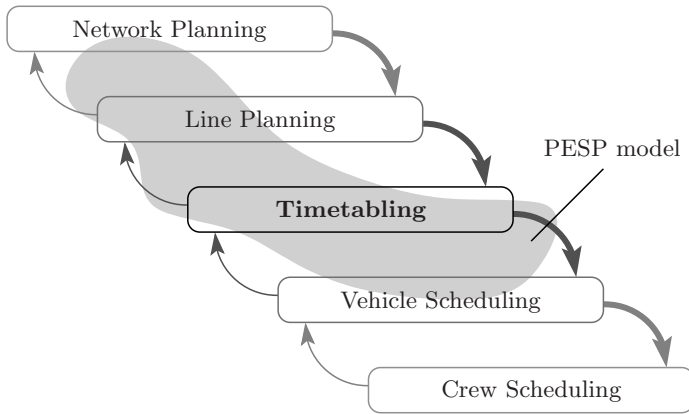 Network Planning
Line Planning
PESP model
Timetabling
Vehicle Scheduling
Crew Scheduling